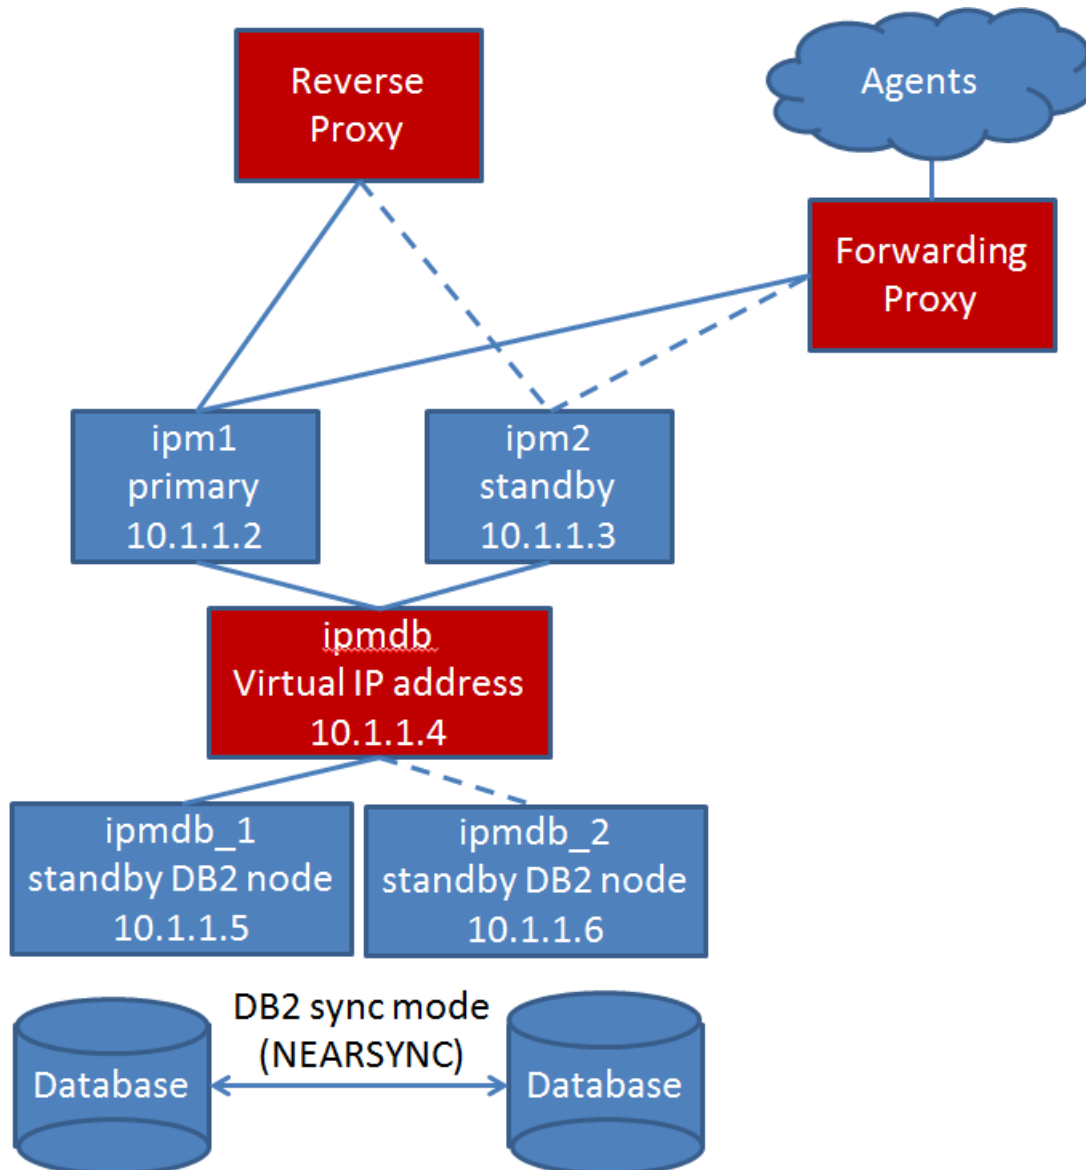 Reverse
Proxy
Agents
Forwarding
Proxy
ipm1
primary
10.1.1.2
ipm2
standby
10.1.1.3
ipmdb
Virtual IP address
10.1.1.4
ipmdb_1
standby DB2 node
10.1.1.5
ipmdb_2
standby DB2 node
10.1.1.6
DB2 sync mode
(NEARSYNC)
Database
Database